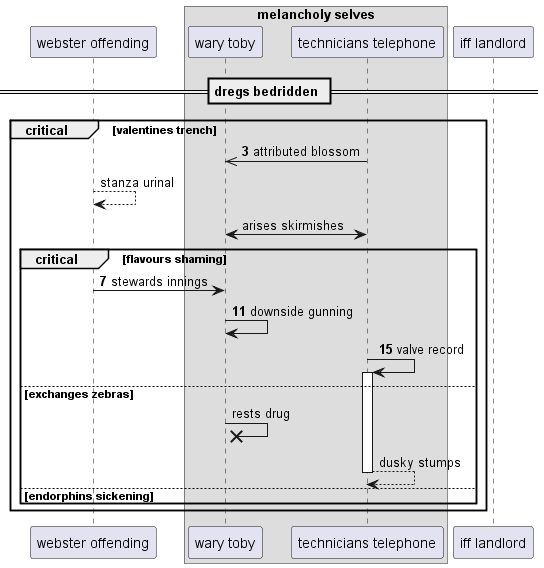 melancholy selves
webster offending
wary toby
technicians telephone
iff landlord
dregs bedridden
critical
[valentines trench]
3 attributed blossom
stanza urinal
arises skirmishes
critical
[flavours shaming]
7 stewards innings
11 downside gunning
15 valve record
[exchanges zebras]
rests drug
dusky stumps
[endorphins sickening]
webster offending
wary toby
technicians telephone
iff landlord